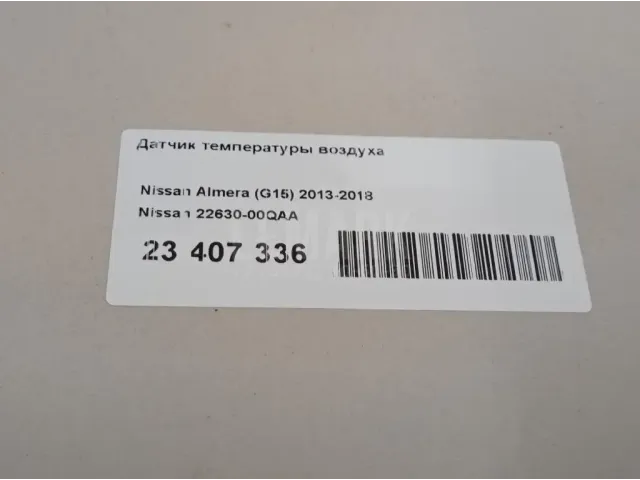 Датчик температуры воздуха
Nissan Almera (G15) 2013-2018
Nissan 22630-00QAA
23 407 336